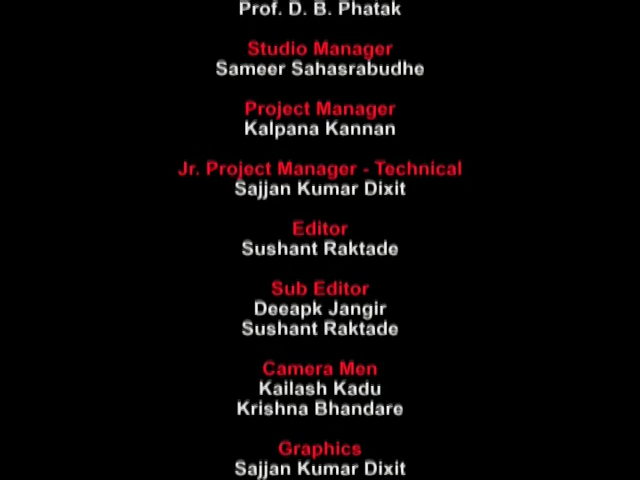 Prof. D. B. Phatak
Studio Manager
Sameer Sahasrabudhe
Project Manager
Kalpana Kannan
Jr. Project Manager - Technical
Sajjan Kumar Dixit
Editor
Sushant Raktade
Sub Editor
Deeapk Jangir
Sushant Raktade
Camera Men
Kailash Kadu
Krishna Bhandare
Graphics
Sajjan Kumar Dixit